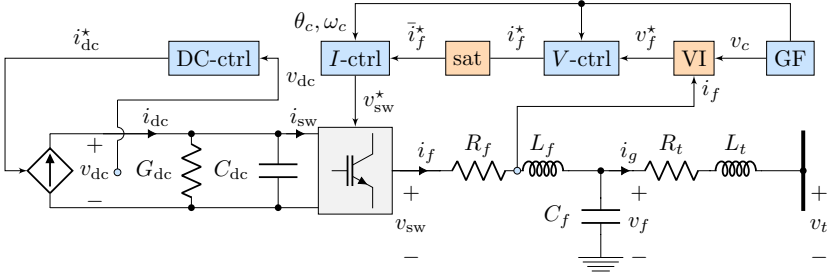 i⋆dc
DC-ctrl
vdc
θc, ωc
I-ctrl
ī⋆f
sat
i⋆f
V-ctrl
v⋆f
VI
vc
GF
v⋆sw
if
idc
isw
+
vdc
−
Gdc
Cdc
if
Rf
Lf
ig
Rt
Lt
+
vsw
−
Cf
+
vf
−
+
vt
−